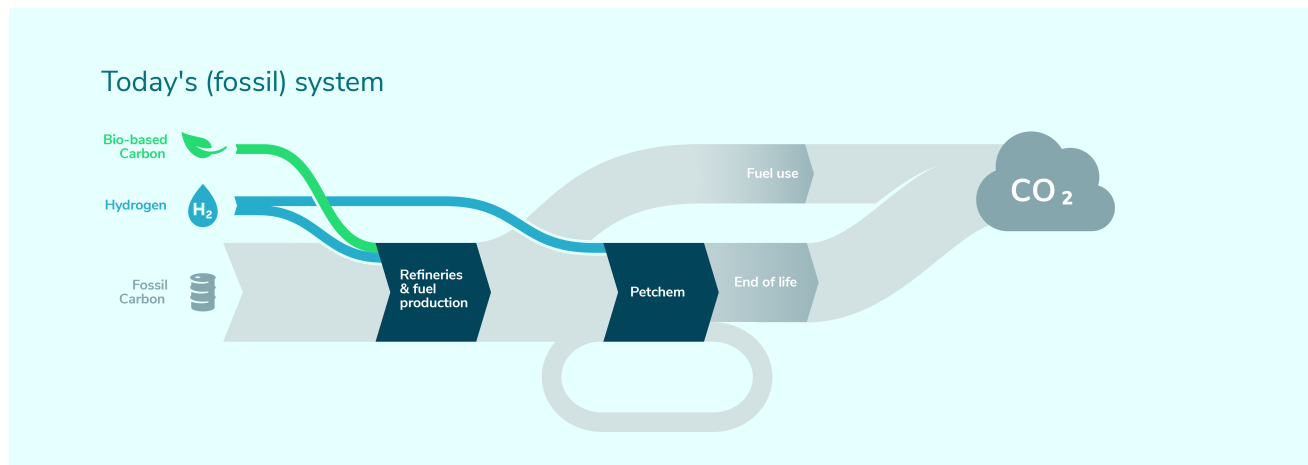 Today's (fossil) system
Bio-based
Carbon
Hydrogen
H2
Fossil
Carbon
Refineries
& fuel
production
Petchem
Fuel use
End of life
CO 2